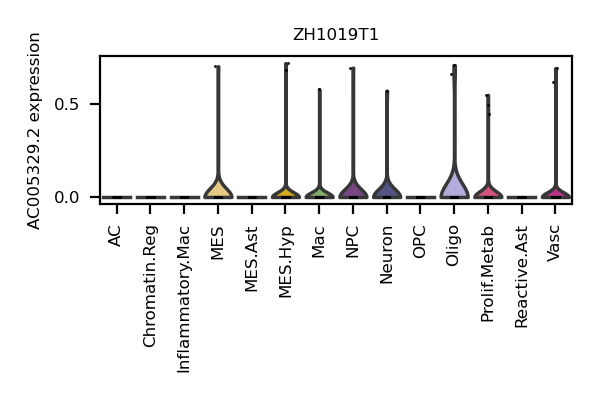 ZH1019T1
AC005329.2 expression
0.5
0.0
AC
Chromatin.Reg
Inflammatory.Mac
MES
MES.Ast
MES.Hyp
Mac
NPC
Neuron
OPC
Oligo
Prolif.Metab
Reactive.Ast
Vasc